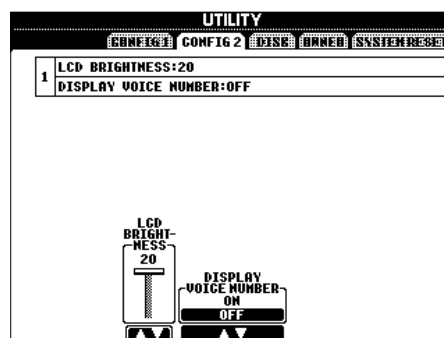 UTILITY
CONFIG 1 CONFIG 2 DISK OWNER SYSTEM RESE
1 LCD BRIGHTNESS:20
DISPLAY VOICE NUMBER:OFF
LCD
BRIGHT-
NESS
20
DISPLAY
VOICE NUMBER
ON
OFF